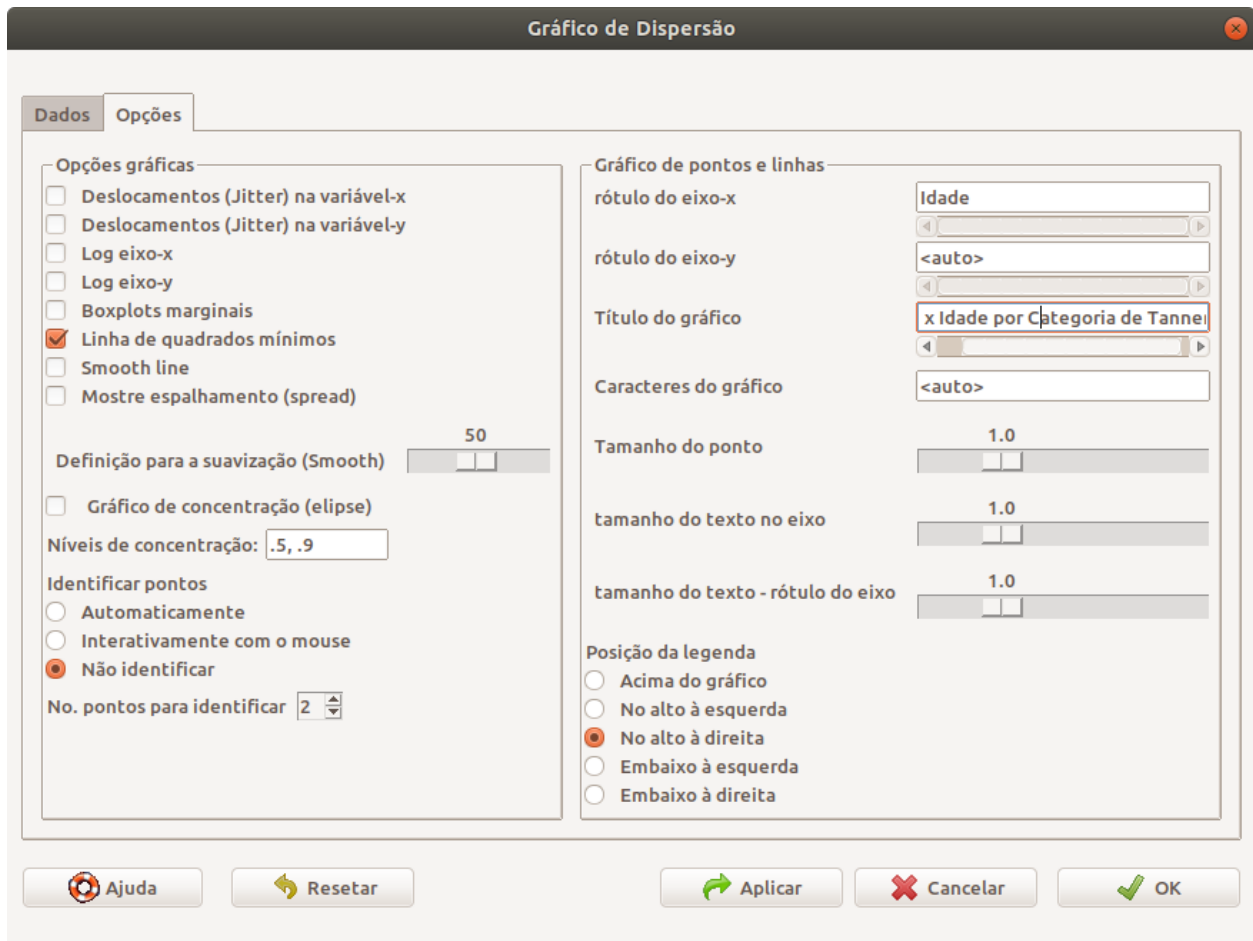 Gráfico de Dispersão
Dados
Opções
Opções gráficas
Deslocamentos (Jitter) na variável-x
Deslocamentos (Jitter) na variável-y
Log eixo-x
Log eixo-y
Boxplots marginais
Linha de quadrados mínimos
Smooth line
Mostre espalhamento (spread)
50
Definição para a suavização (Smooth)
Gráfico de concentração (elipse)
Níveis de concentração: .5, .9
Identificar pontos
Automaticamente
Interativamente com o mouse
Não identificar
No. pontos para identificar 2
Gráfico de pontos e linhas
rótulo do eixo-x Idade
rótulo do eixo-y <auto>
Título do gráfico x Idade por Categoria de Tanner
Caracteres do gráfico <auto>
1.0
Tamanho do ponto
1.0
tamanho do texto no eixo
1.0
tamanho do texto - rótulo do eixo
Posição da legenda
Acima do gráfico
No alto à esquerda
No alto à direita
Embaixo à esquerda
Embaixo à direita
Ajuda
Resetar
Aplicar
Cancelar
OK